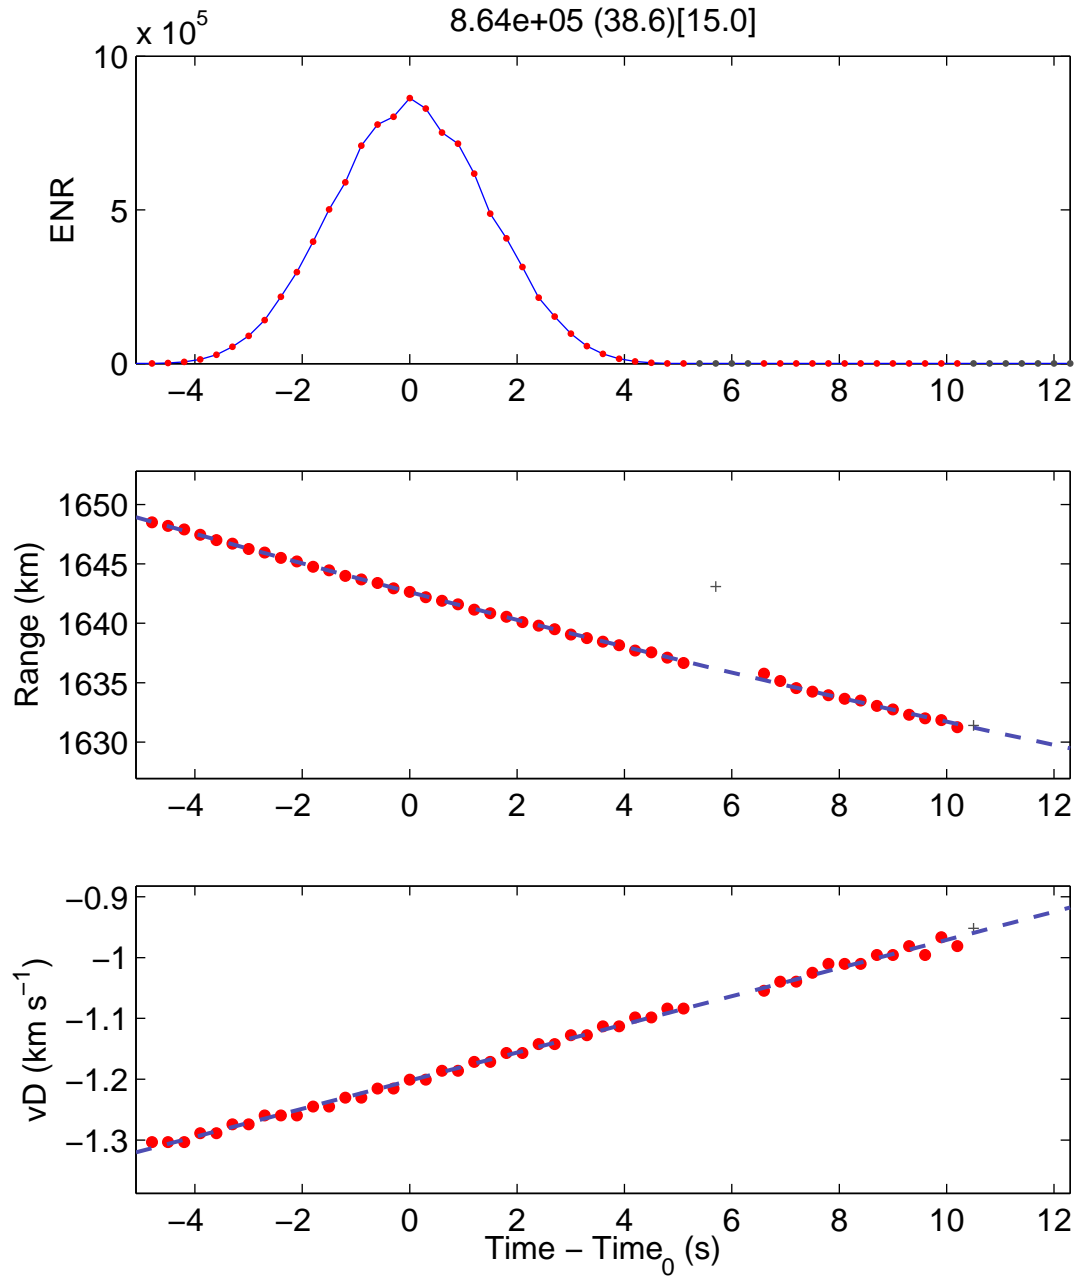 8.64e+05 (38.6)[15.0]
x 10^5
10
5
0
ENR
−4 −2 0 2 4 6 8 10 12
1650
1645
1640
1635
1630
Range (km)
−4 −2 0 2 4 6 8 10 12
−0.9
−1
−1.1
−1.2
−1.3
vD (km s^−1)
−4 −2 0 2 4 6 8 10 12
Time − Time_0 (s)